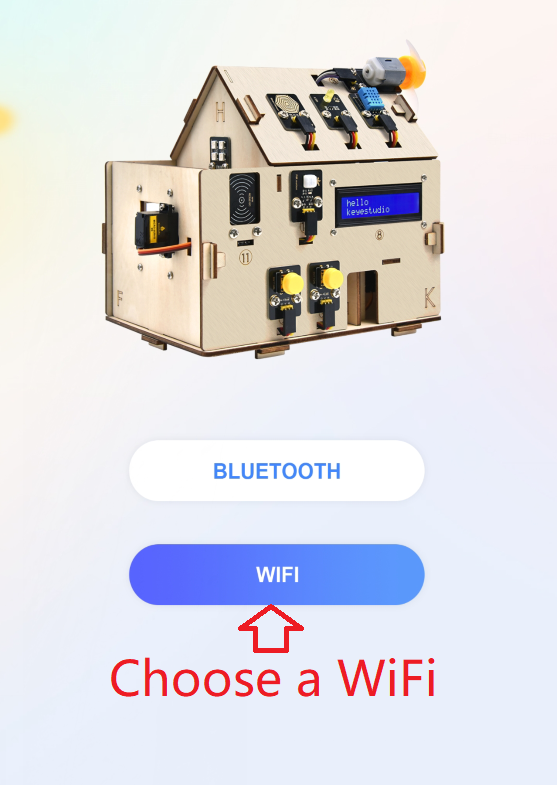 H
hello
keyestudio
8
11
F
K
BLUETOOTH
WIFI
Choose a WiFi